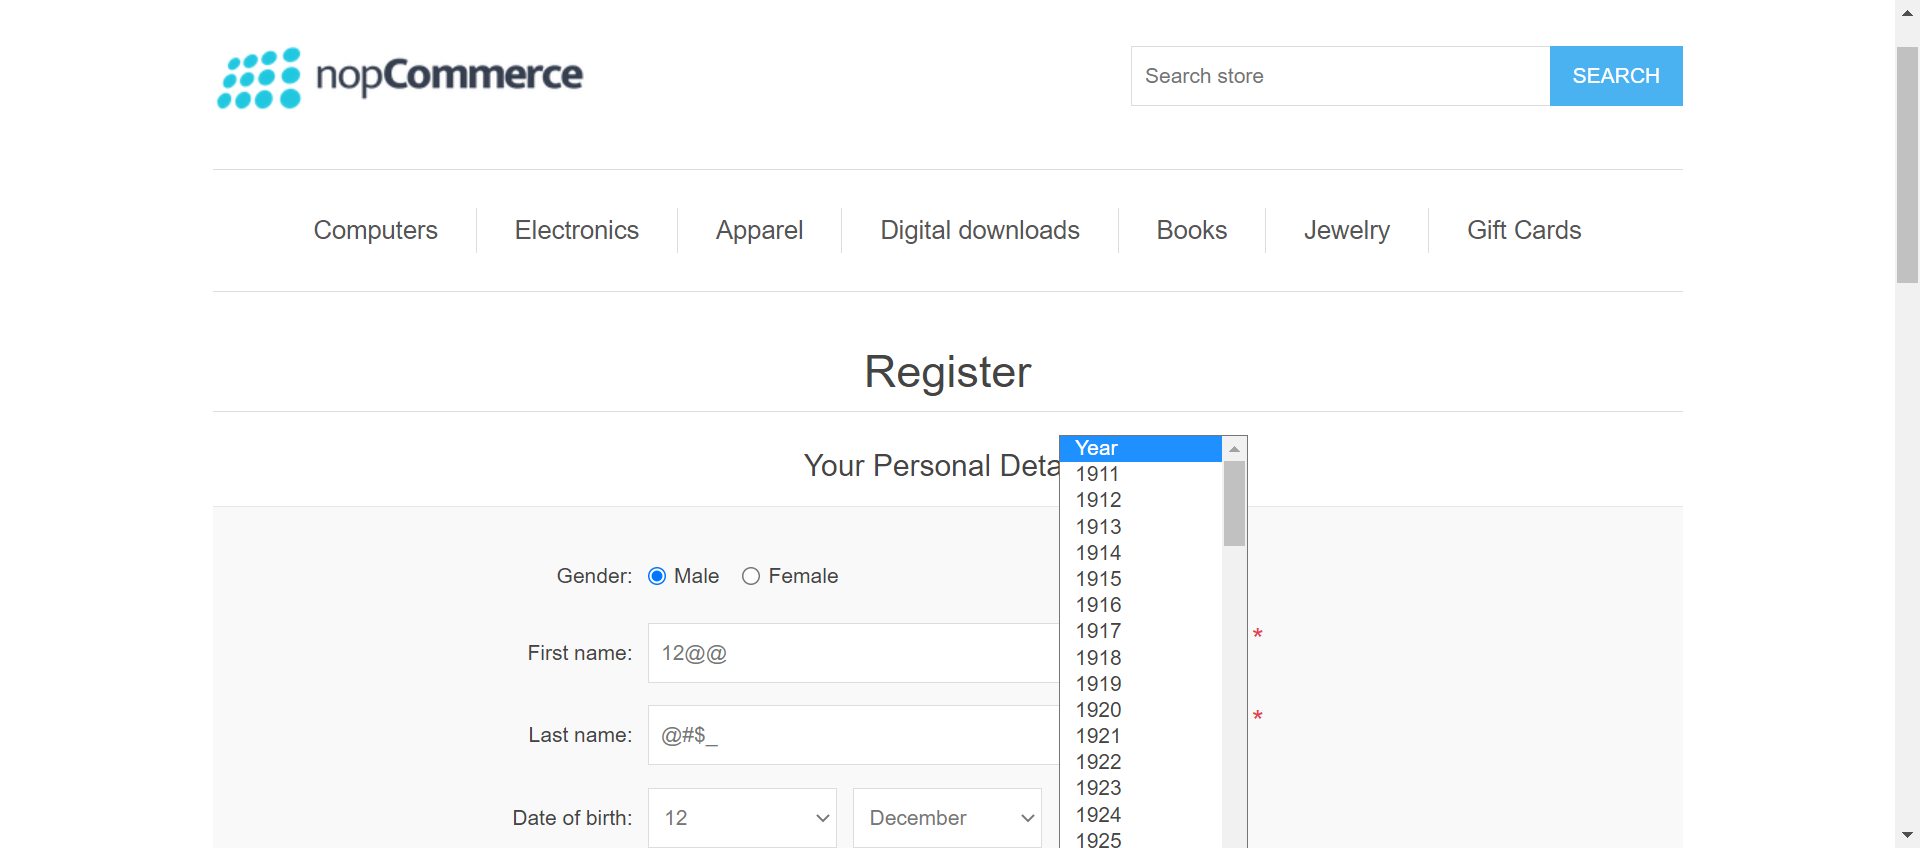 nopCommerce
Search store SEARCH
Computers Electronics Apparel Digital downloads Books Jewelry Gift Cards
Register
Your Personal Deta
Year
1911
1912
1913
1914
1915
1916
1917
1918
1919
1920
1921
1922
1923
1924
1925
Gender: Male Female
First name: 12@@ *
Last name: @#$_ *
Date of birth: 12 December